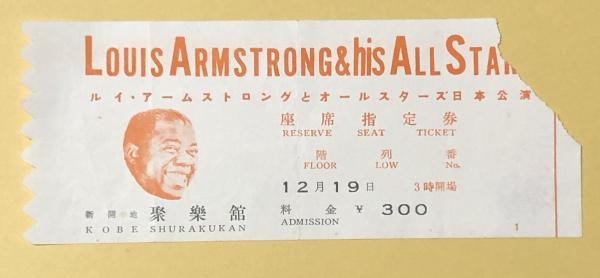 LOUIS ARMSTRONG & his ALL STAR
ルイ・アームストロングとオールスターズ日本公演
座席指定券
RESERVE SEAT TICKET
階 列 番
FLOOR LOW No.
12月19日 3時開場
新開地 聚樂舘 料金 ¥300
KOBE SHURAKUKAN ADMISSION
1